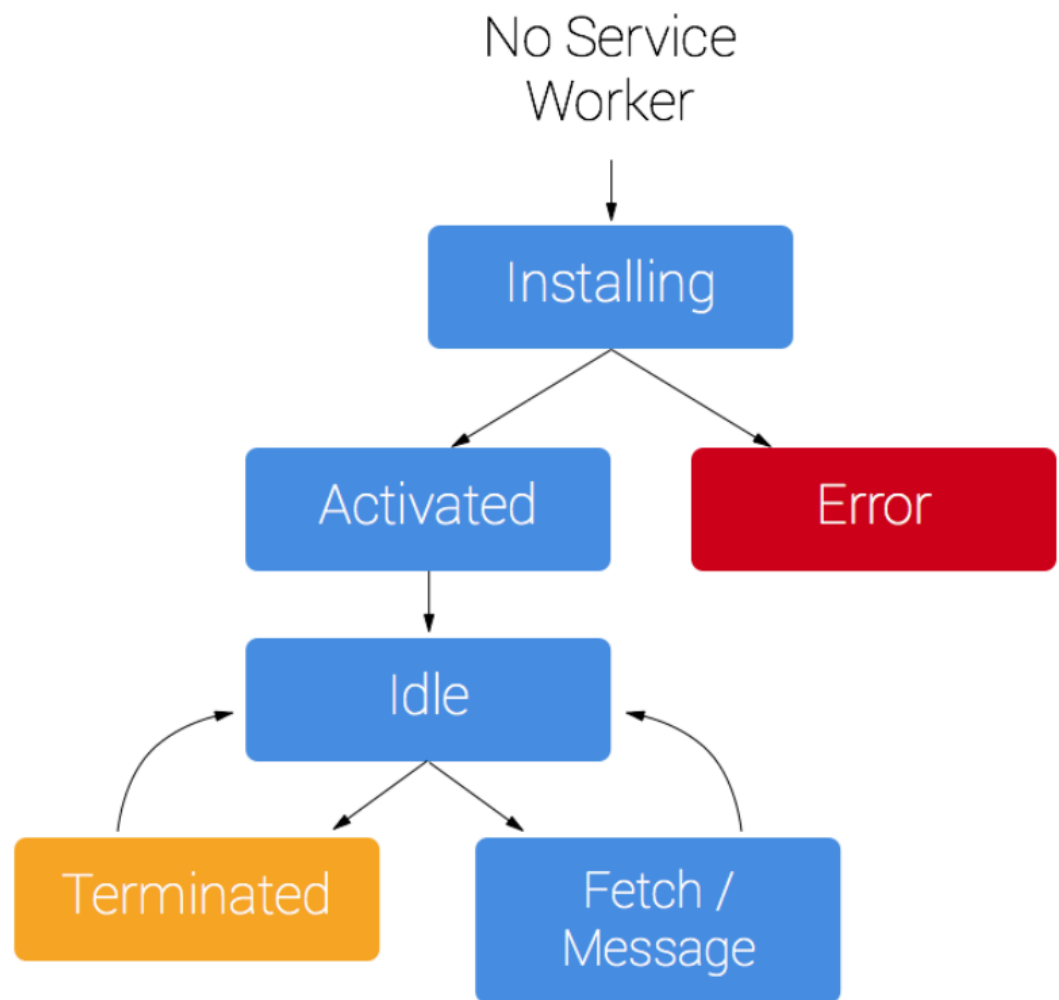 No Service
Worker
Installing
Activated
Error
Idle
Terminated
Fetch /
Message